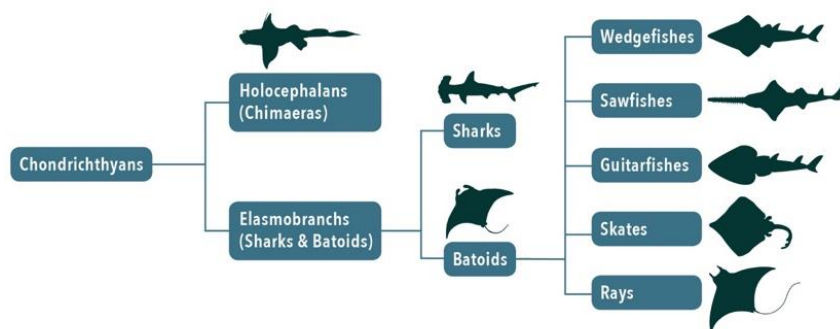 Chondrichthyans
Holocephalans
(Chimaeras)
Elasmobranchs
(Sharks & Batoids)
Sharks
Batoids
Wedgefishes
Sawfishes
Guitarfishes
Skates
Rays